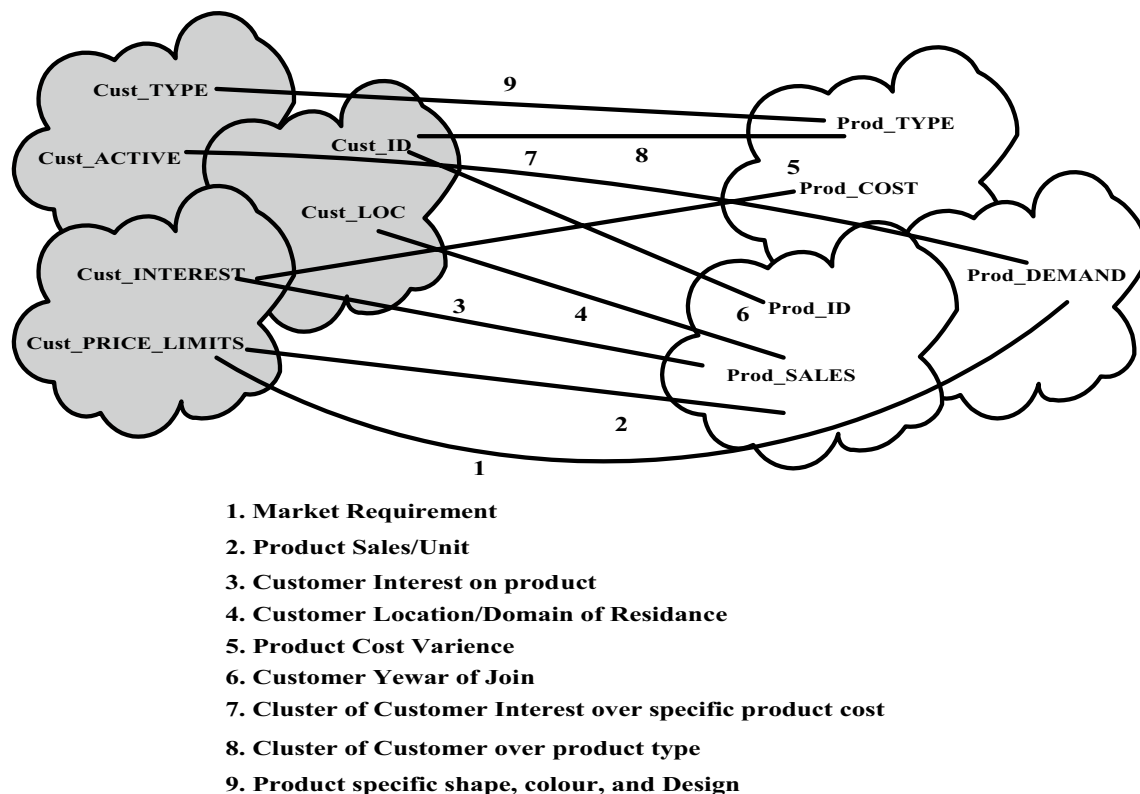 9
Cust_TYPE
Prod_TYPE
Cust_ID
Cust_ACTIVE
7
8
5
Prod_COST
Cust_LOC
Cust_INTEREST
Prod_DEMAND
3
4
6
Prod_ID
Cust_PRICE_LIMITS
Prod_SALES
2
1
1. Market Requirement
2. Product Sales/Unit
3. Customer Interest on product
4. Customer Location/Domain of Residance
5. Product Cost Varience
6. Customer Yewar of Join
7. Cluster of Customer Interest over specific product cost
8. Cluster of Customer over product type
9. Product specific shape, colour, and Design